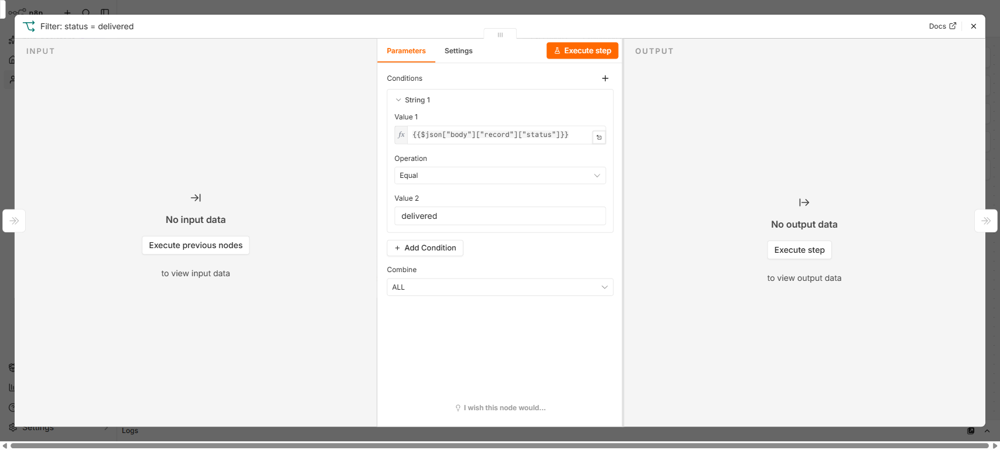 n8n
Filter: status = delivered
Docs
INPUT
Parameters
Settings
Execute step
OUTPUT
Conditions
String 1
Value 1
fx
{{$json["body"]["record"]["status"]}}
Operation
Equal
Value 2
delivered
No input data
Execute previous nodes
to view input data
No output data
Execute step
to view output data
+ Add Condition
Combine
ALL
I wish this node would...
Settings
Logs